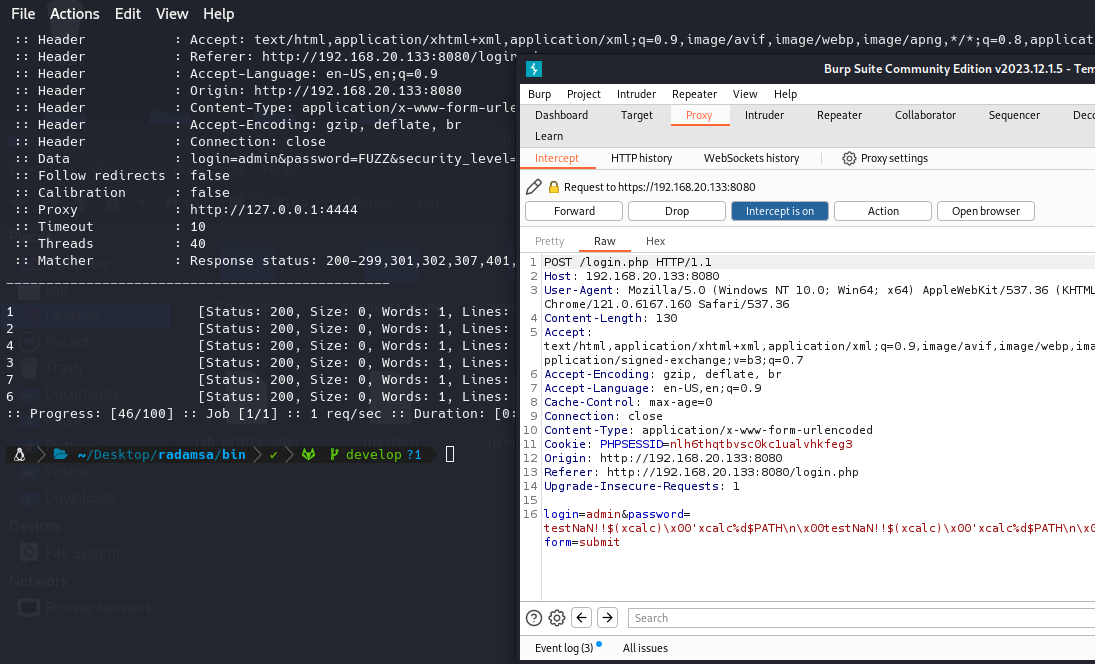 File Actions Edit View Help
:: Header : Accept: text/html,application/xhtml+xml,application/xml;q=0.9,image/avif,image/webp,image/apng,*/*;q=0.8,applicat
:: Header : Referer: http://192.168.20.133:8080/login
:: Header : Accept-Language: en-US,en;q=0.9
:: Header : Origin: http://192.168.20.133:8080
:: Header : Content-Type: application/x-www-form-urle
:: Header : Accept-Encoding: gzip, deflate, br
:: Header : Connection: close
:: Data : login=admin&password=FUZZ&security_level=
:: Follow redirects : false
:: Calibration : false
:: Proxy : http://127.0.0.1:4444
:: Timeout : 10
:: Threads : 40
:: Matcher : Response status: 200-299,301,302,307,401,
________________________________________________
1 [Status: 200, Size: 0, Words: 1, Lines:
2 [Status: 200, Size: 0, Words: 1, Lines:
4 [Status: 200, Size: 0, Words: 1, Lines:
3 [Status: 200, Size: 0, Words: 1, Lines:
7 [Status: 200, Size: 0, Words: 1, Lines:
6 [Status: 200, Size: 0, Words: 1, Lines:
:: Progress: [46/100] :: Job [1/1] :: 1 req/sec :: Duration: [0:
~/Desktop/radamsa/bin ✔ develop ?1
Desktop
Recent
Trash
Documents
Videos
Downloads
Devices
File System
Network
Browse Network
Burp Suite Community Edition v2023.12.1.5 - Tem
Burp Project Intruder Repeater View Help
Dashboard Target Proxy Intruder Repeater Collaborator Sequencer Deco
Learn
Intercept HTTP history WebSockets history Proxy settings
Request to https://192.168.20.133:8080
Forward Drop Intercept is on Action Open browser
Pretty Raw Hex
1 POST /login.php HTTP/1.1
2 Host: 192.168.20.133:8080
3 User-Agent: Mozilla/5.0 (Windows NT 10.0; Win64; x64) AppleWebKit/537.36 (KHTML
Chrome/121.0.6167.160 Safari/537.36
4 Content-Length: 130
5 Accept:
text/html,application/xhtml+xml,application/xml;q=0.9,image/avif,image/webp,ima
pplication/signed-exchange;v=b3;q=0.7
6 Accept-Encoding: gzip, deflate, br
7 Accept-Language: en-US,en;q=0.9
8 Cache-Control: max-age=0
9 Connection: close
10 Content-Type: application/x-www-form-urlencoded
11 Cookie: PHPSESSID=nlh6thqtbvsc0kc1ualvhkfeg3
12 Origin: http://192.168.20.133:8080
13 Referer: http://192.168.20.133:8080/login.php
14 Upgrade-Insecure-Requests: 1
15
16 login=admin&password=
testNaN!!$(xcalc)\x00'xcalc%d$PATH\n\x00testNaN!!$(xcalc)\x00'xcalc%d$PATH\n\x0
form=submit
Search
Event log (3) All issues